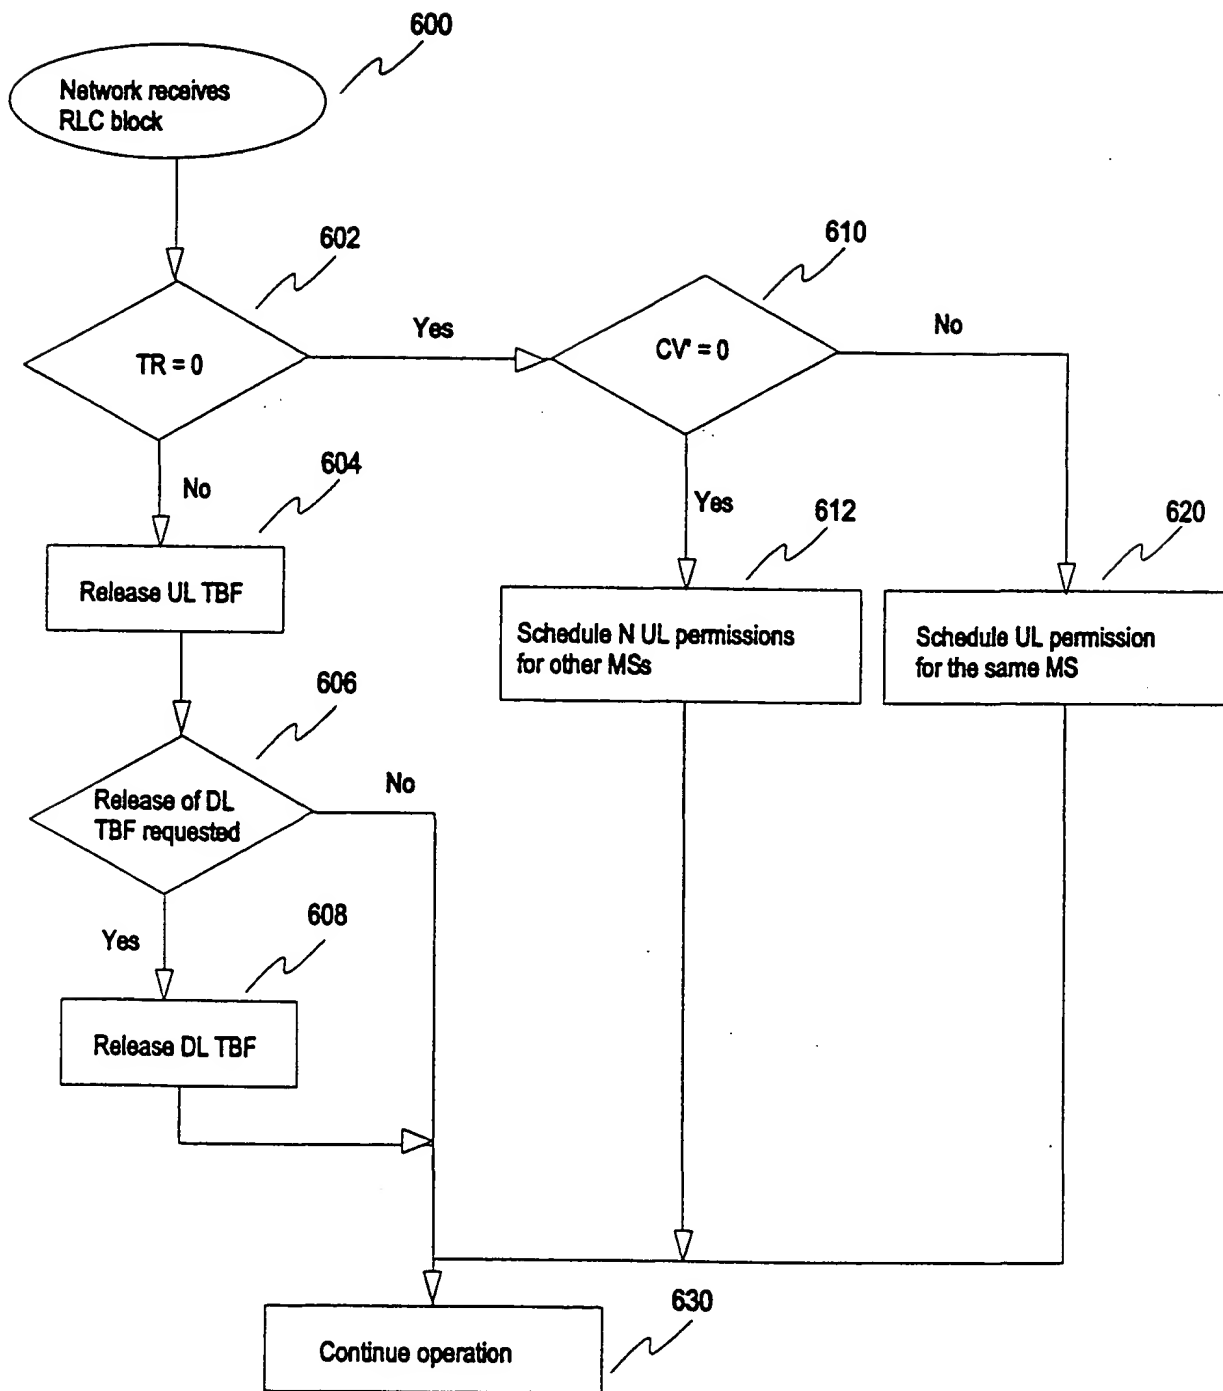 600
Network receives
RLC block
602
610
TR = 0
Yes
CV' = 0
No
604
No
Yes
612
620
Release UL TBF
Schedule N UL permissions
for other MSs
Schedule UL permission
for the same MS
606
No
Release of DL
TBF requested
608
Yes
Release DL TBF
630
Continue operation